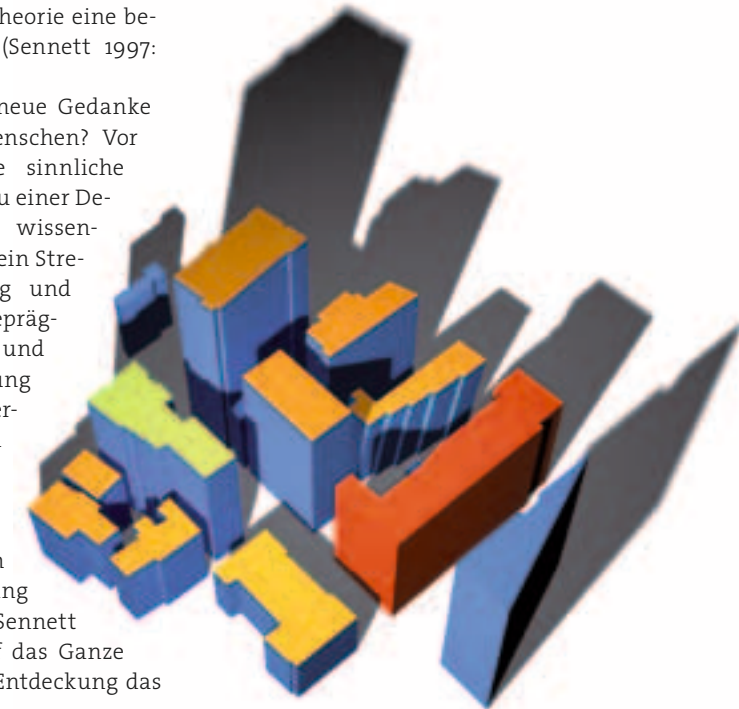 heorie eine be-
(Sennett 1997:
neue Gedanke
enschen? Vor
sinnliche
u einer De-
wissen-
ein Stre-
g und
epräg-
und
ung
er-
n
ung
Sennett
f das Ganze
Entdeckung das